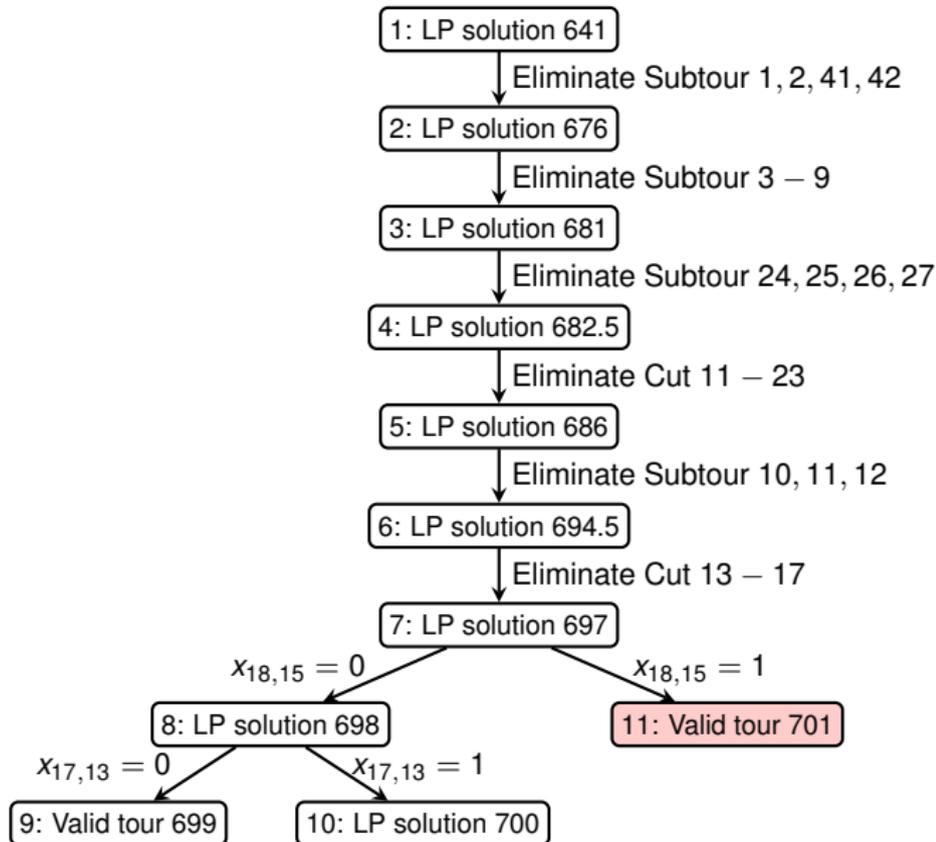 1: LP solution 641
Eliminate Subtour 1, 2, 41, 42
2: LP solution 676
Eliminate Subtour 3 – 9
3: LP solution 681
Eliminate Subtour 24, 25, 26, 27
4: LP solution 682.5
Eliminate Cut 11 – 23
5: LP solution 686
Eliminate Subtour 10, 11, 12
6: LP solution 694.5
Eliminate Cut 13 – 17
7: LP solution 697
x18,15 = 0
x18,15 = 1
8: LP solution 698
11: Valid tour 701
x17,13 = 0
x17,13 = 1
9: Valid tour 699
10: LP solution 700